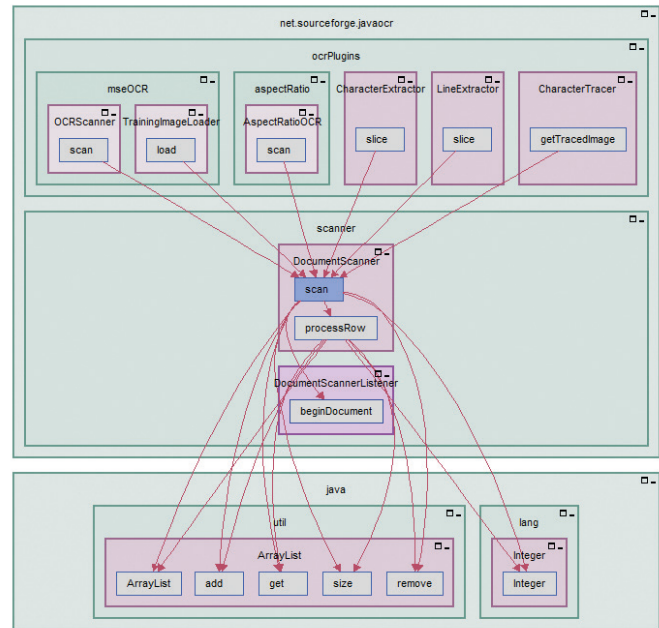 net.sourceforge.javaocr
ocrPlugins
mseOCR
aspectRatio
CharacterExtractor
LineExtractor
CharacterTracer
OCRScanner
TrainingImageLoader
AspectRatioOCR
scan
load
scan
slice
slice
getTracedImage
scanner
DocumentScanner
scan
processRow
DocumentScannerListener
beginDocument
java
util
lang
ArrayList
Integer
ArrayList
add
get
size
remove
Integer